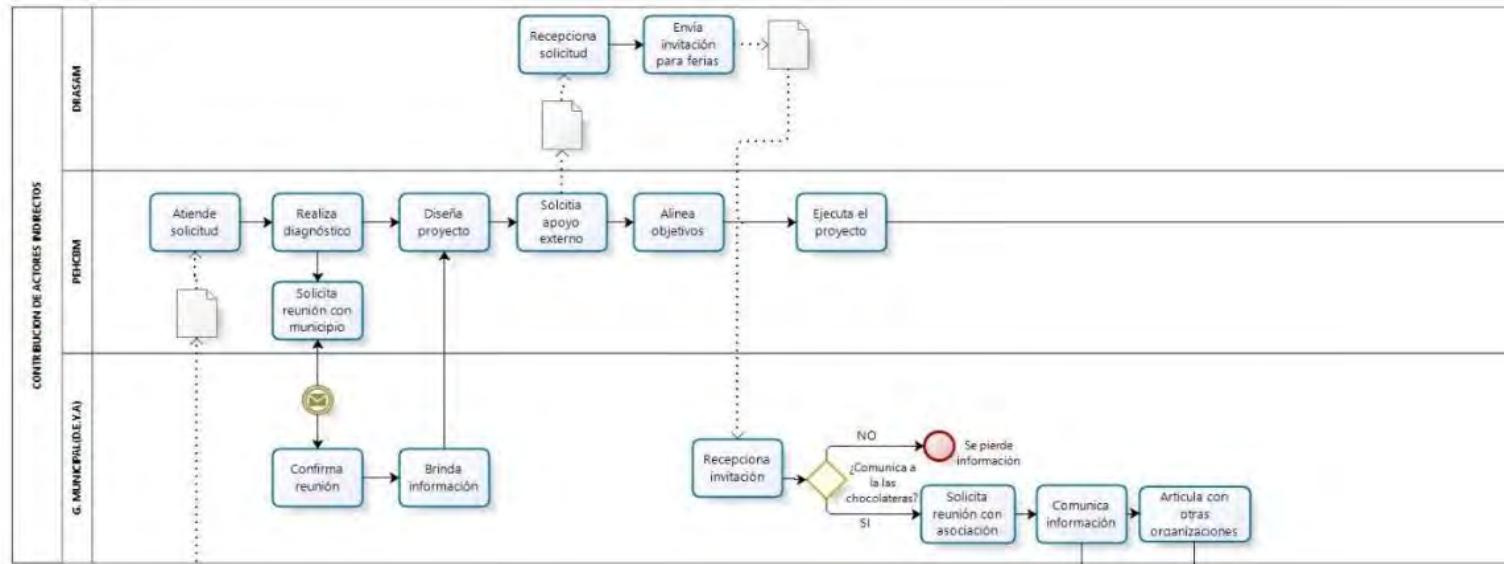 CONTRIBUCION DE ACTORES INDIRECTOS
DRASAM
Recepciona
solicitud
Envía
invitación
para ferias
PEHCBM
Atiende
solicitud
Realiza
diagnóstico
Diseña
proyecto
Solcitia
apoyo
externo
Alinea
objetivos
Ejecuta el
proyecto
Solicita
reunión con
municipio
G. MUNICIPAL(D.E.Y.A)
Confirma
reunión
Brinda
información
Recepciona
invitación
¿Comunica a
la las
chocolateras?
NO
Se pierde
información
SI
Solicita
reunión con
asociación
Comunica
información
Articula con
otras
organizaciones